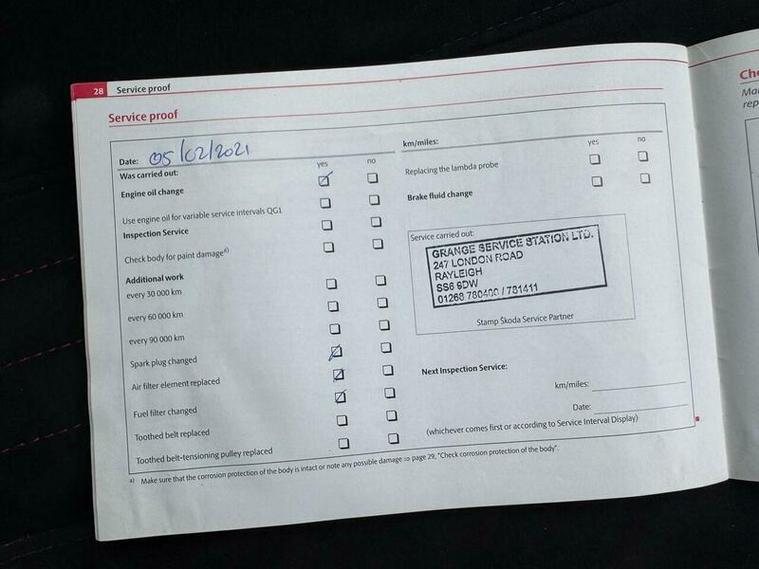 28 Service proof
Service proof
Date: 05/02/2021
Was carried out: yes no
Engine oil change
Use engine oil for variable service intervals QG1
Inspection Service
Check body for paint damage a)
Additional work
every 30 000 km
every 60 000 km
every 90 000 km
Spark plug changed
Air filter element replaced
Fuel filter changed
Toothed belt replaced
Toothed belt-tensioning pulley replaced
km/miles:
yes no
Replacing the lambda probe
Brake fluid change
Service carried out:
GRANGE SERVICE STATION LTD.
247 LONDON ROAD
RAYLEIGH
SS6 9DW
01268 780400 / 781411
Stamp Škoda Service Partner
Next Inspection Service:
km/miles:
Date:
(whichever comes first or according to Service Interval Display)
a) Make sure that the corrosion protection of the body is intact or note any possible damage ⇒ page 29, "Check corrosion protection of the body".